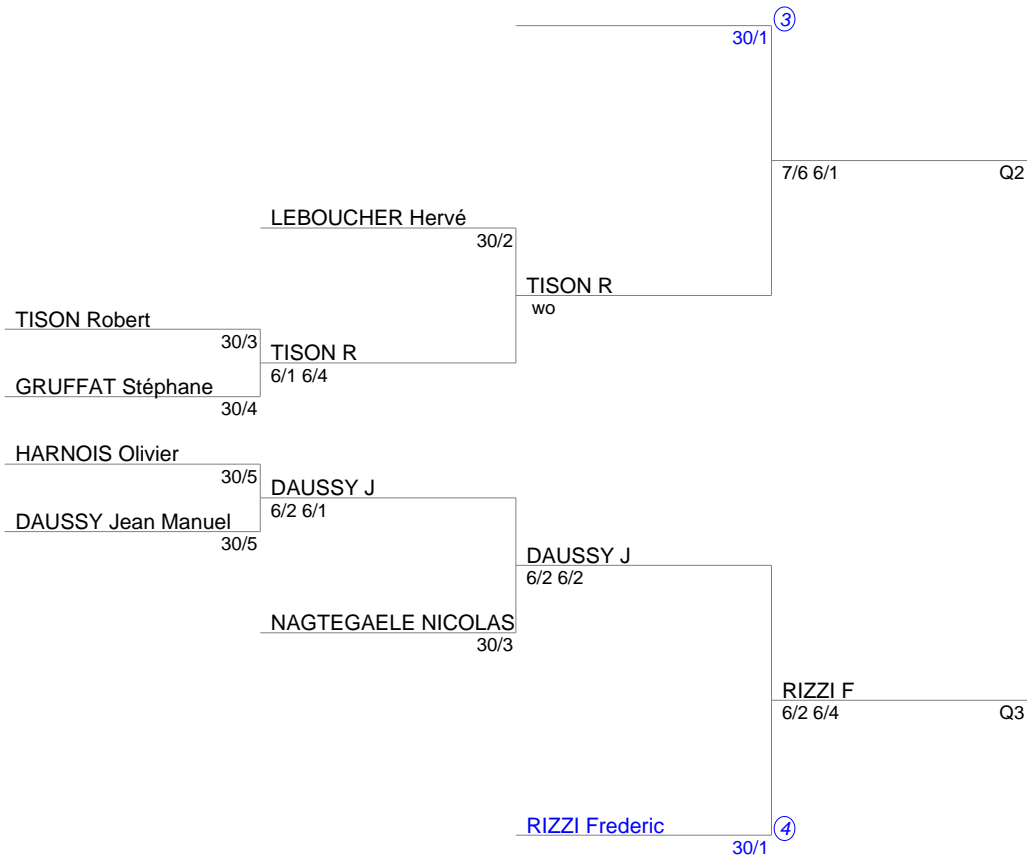 3
30/1
7/6 6/1 Q2
LEBOUCHER Hervé
30/2
TISON R
wo
TISON Robert
30/3
TISON R
6/1 6/4
GRUFFAT Stéphane
30/4
HARNOIS Olivier
30/5
DAUSSY J
6/2 6/1
DAUSSY Jean Manuel
30/5
DAUSSY J
6/2 6/2
NAGTEGAELE NICOLAS
30/3
RIZZI F
6/2 6/4 Q3
RIZZI Frederic 4
30/1